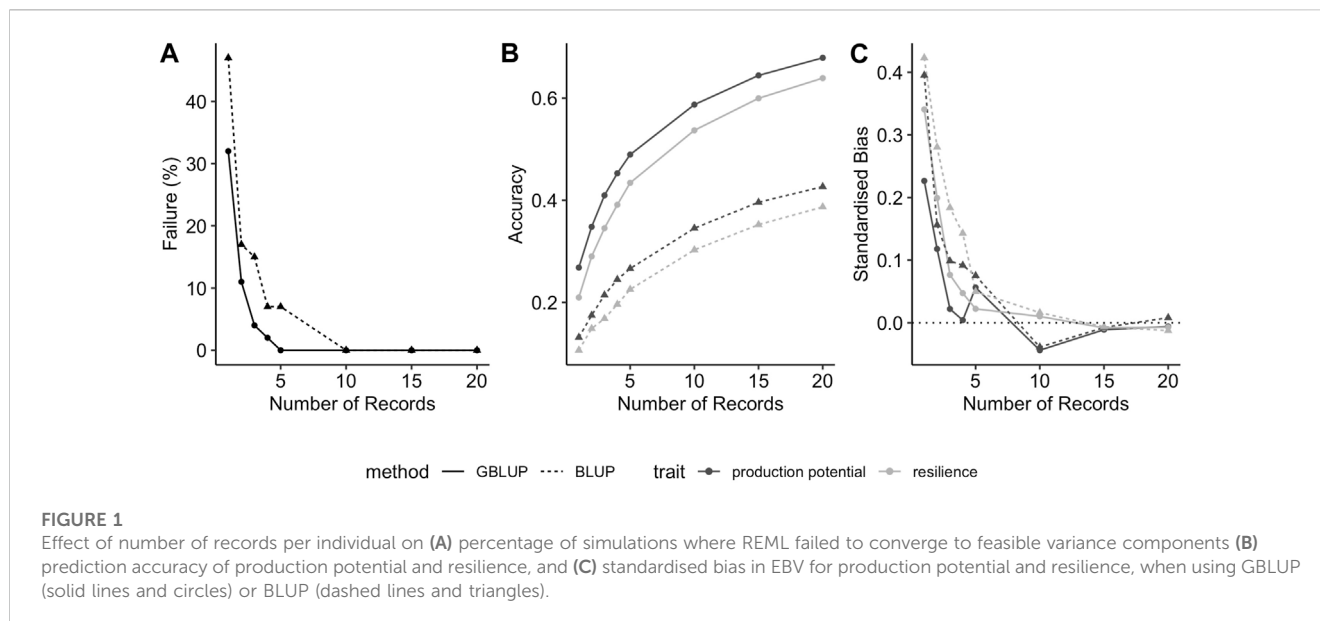 A
Failure (%)
40
30
20
10
0
5
10
15
20
Number of Records
B
Accuracy
0.6
0.4
0.2
5
10
15
20
Number of Records
C
Standardised Bias
0.4
0.3
0.2
0.1
0.0
5
10
15
20
Number of Records
method GBLUP BLUP trait production potential resilience
FIGURE 1
Effect of number of records per individual on (A) percentage of simulations where REML failed to converge to feasible variance components (B)
prediction accuracy of production potential and resilience, and (C) standardised bias in EBV for production potential and resilience, when using GBLUP
(solid lines and circles) or BLUP (dashed lines and triangles).